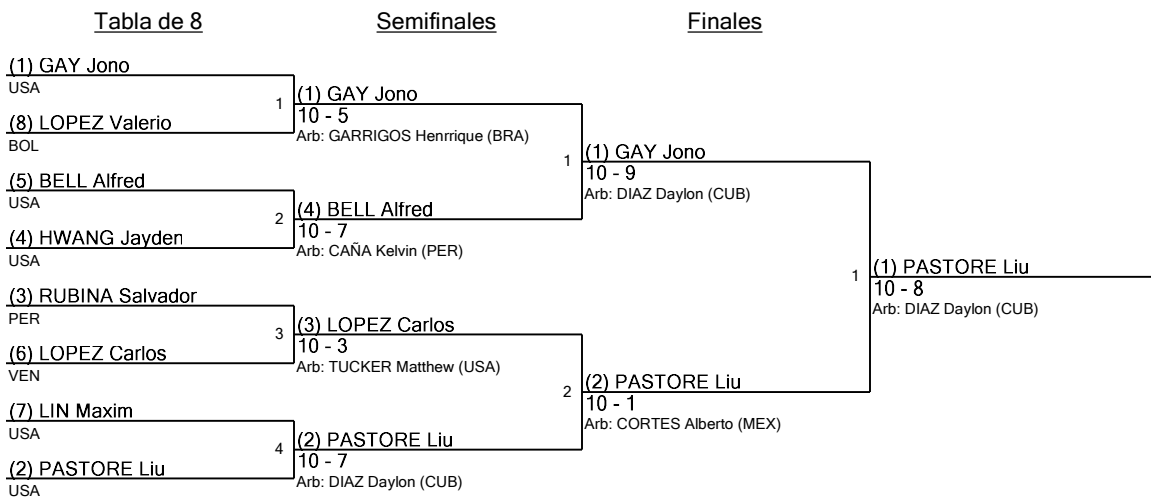 Tabla de 8
Semifinales
Finales
(1) GAY Jono
USA
(8) LOPEZ Valerio
BOL
(5) BELL Alfred
USA
(4) HWANG Jayden
USA
(3) RUBINA Salvador
PER
(6) LOPEZ Carlos
VEN
(7) LIN Maxim
USA
(2) PASTORE Liu
USA
1
(1) GAY Jono
10 - 5
Arb: GARRIGOS Henrrique (BRA)
2
(4) BELL Alfred
10 - 7
Arb: CAÑA Kelvin (PER)
3
(3) LOPEZ Carlos
10 - 3
Arb: TUCKER Matthew (USA)
4
(2) PASTORE Liu
10 - 7
Arb: DIAZ Daylon (CUB)
1
(1) GAY Jono
10 - 9
Arb: DIAZ Daylon (CUB)
2
(2) PASTORE Liu
10 - 1
Arb: CORTES Alberto (MEX)
1
(1) PASTORE Liu
10 - 8
Arb: DIAZ Daylon (CUB)